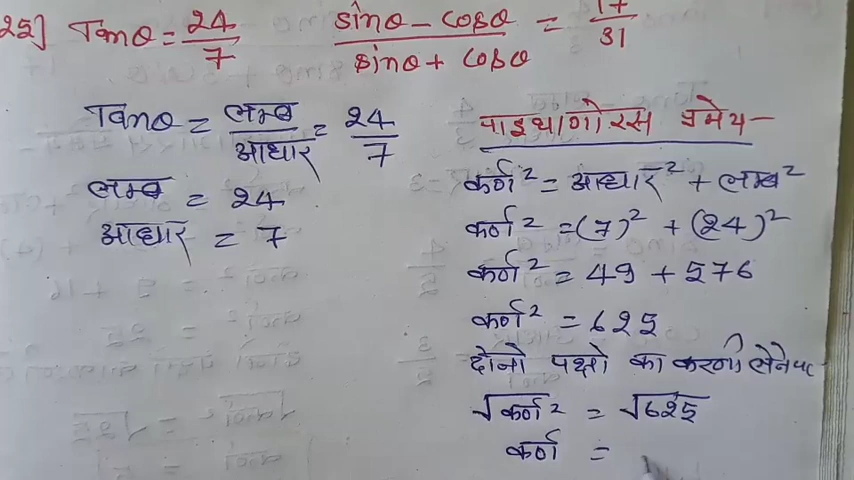 25] Tanθ = 24/7 sinθ - cosθ / sinθ + cosθ = 17/31
Tanθ = लम्ब/आधार = 24/7
लम्ब = 24
आधार = 7
पाइथागोरस प्रमेय -
कर्ण² = आधार² + लम्ब²
कर्ण² = (7)² + (24)²
कर्ण² = 49 + 576
कर्ण² = 625
दोनो पक्षो का करणी लेने पर
√कर्ण² = √625
कर्ण =